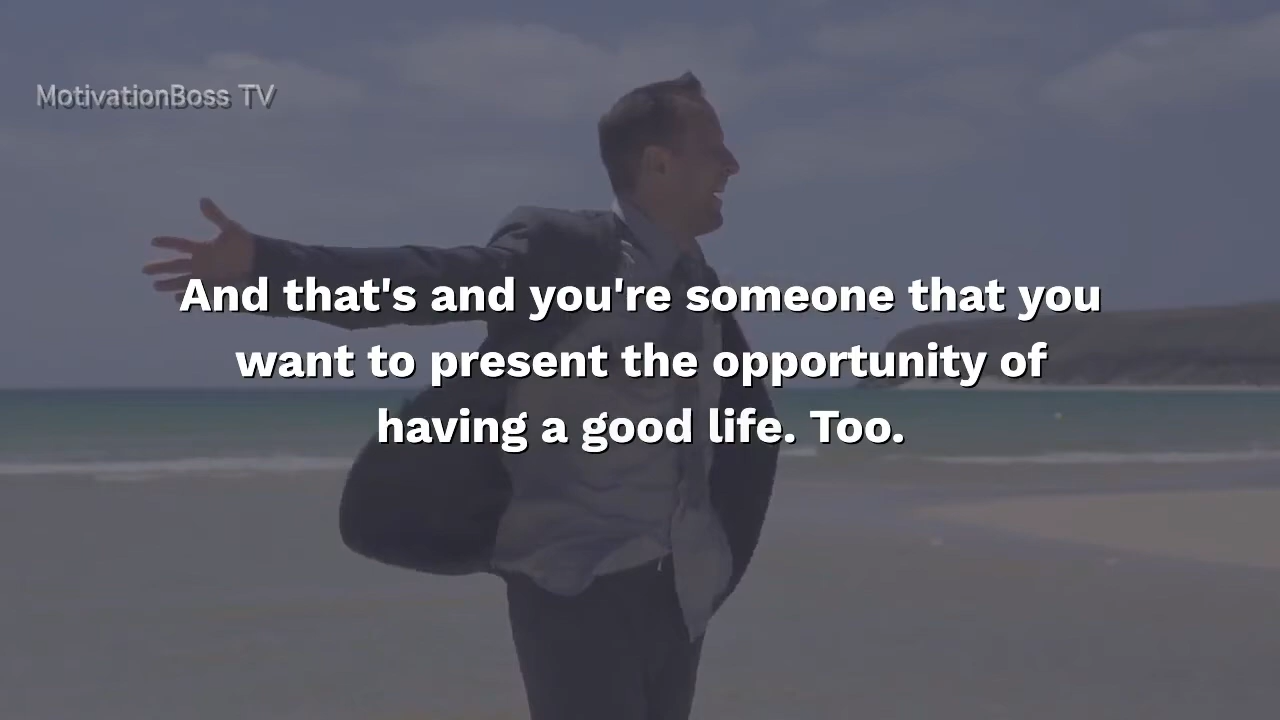 MotivationBoss TV
And that's and you're someone that you
want to present the opportunity of
having a good life. Too.